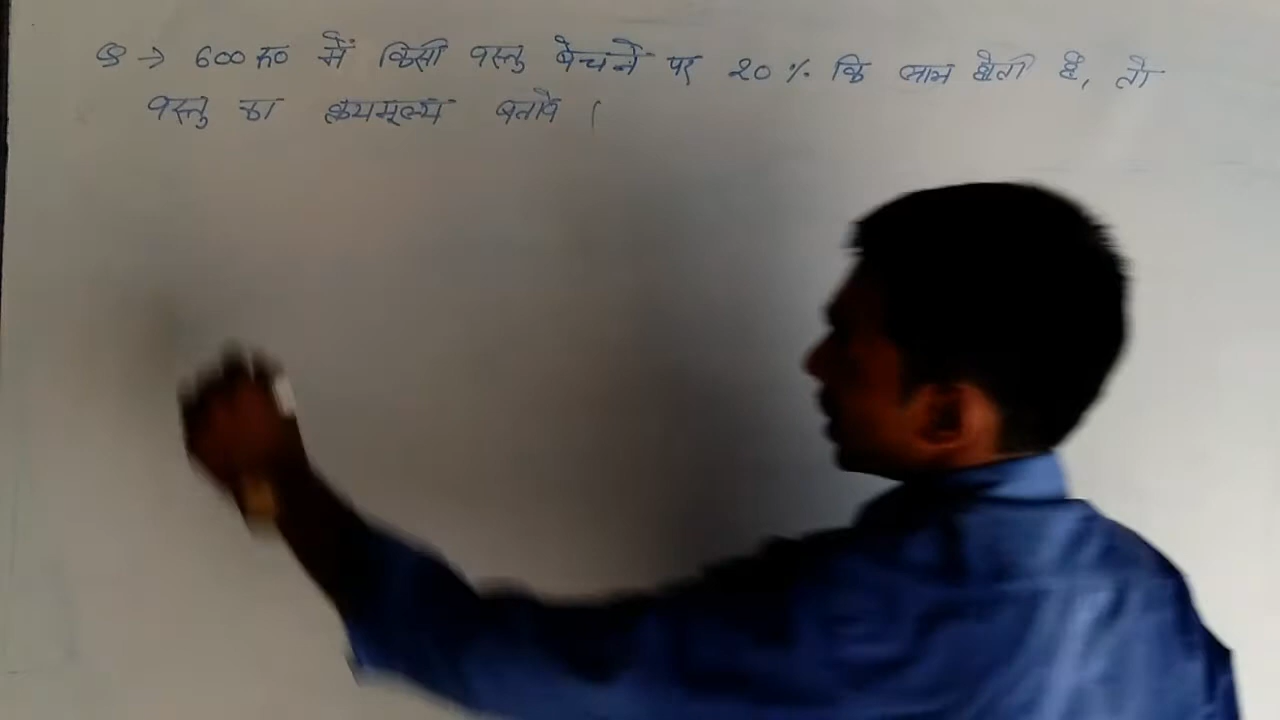 Q → 600 रु० में किसी वस्तु बेचने पर 20 % कि लाभ होती है, तो
वस्तु का क्रयमूल्य बतावे |